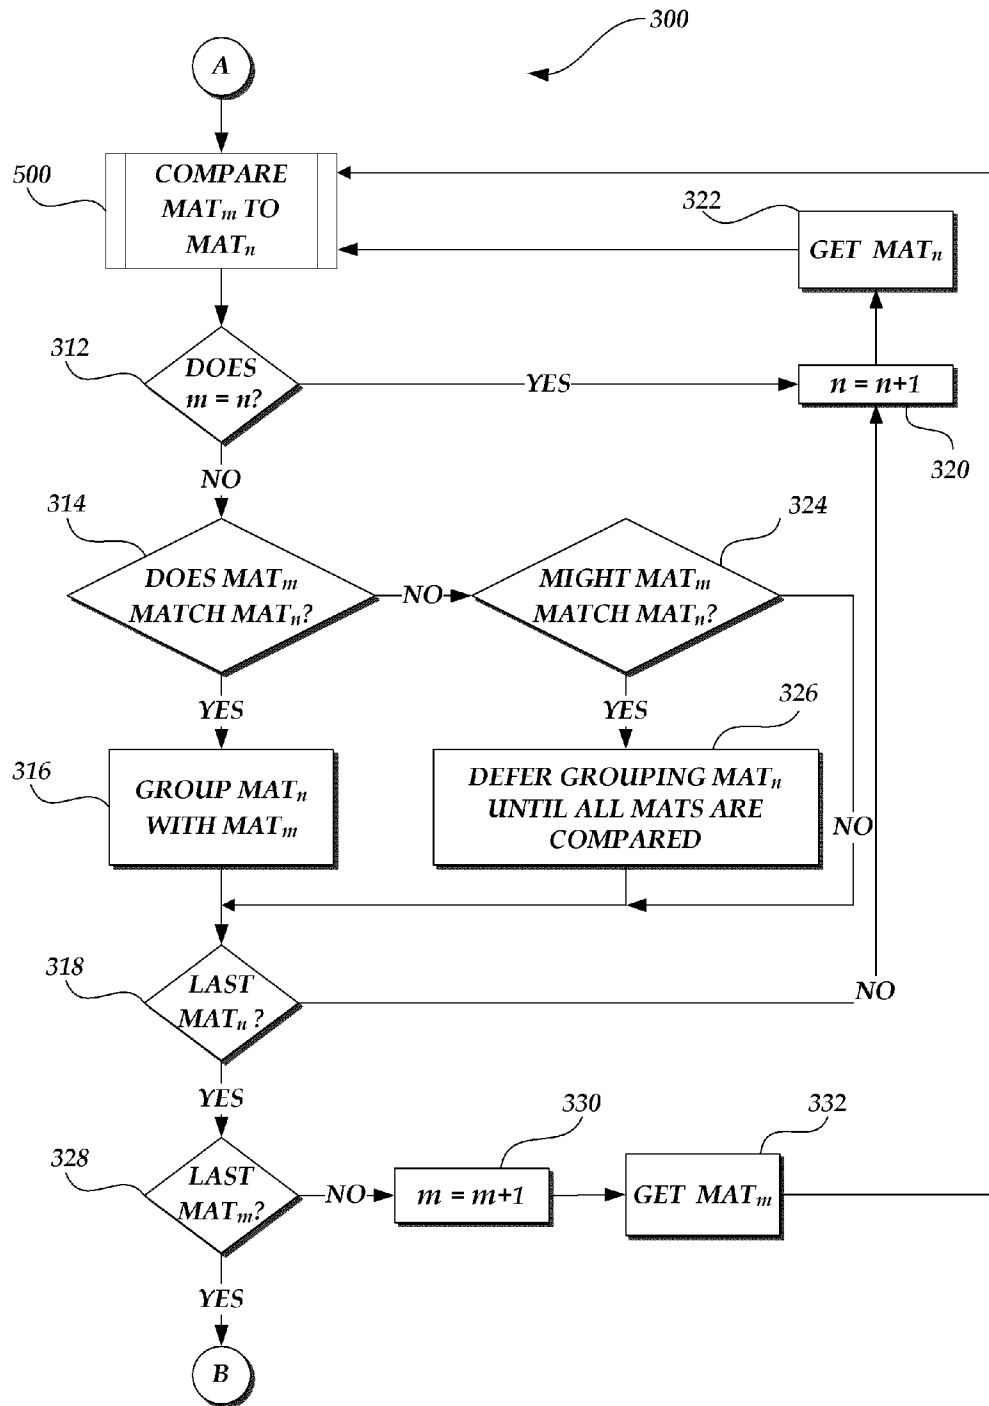 300
A
500
COMPARE
MATm TO
MATn
322
GET MATn
312
DOES
m = n?
YES
n = n+1
320
NO
314
DOES MATm
MATCH MATn?
NO
324
MIGHT MATm
MATCH MATn?
YES
YES
326
316
GROUP MATn
WITH MATm
DEFER GROUPING MATn
UNTIL ALL MATS ARE
COMPARED
NO
318
LAST
MATn ?
NO
YES
328
LAST
MATm?
NO
330
m = m+1
332
GET MATm
YES
B